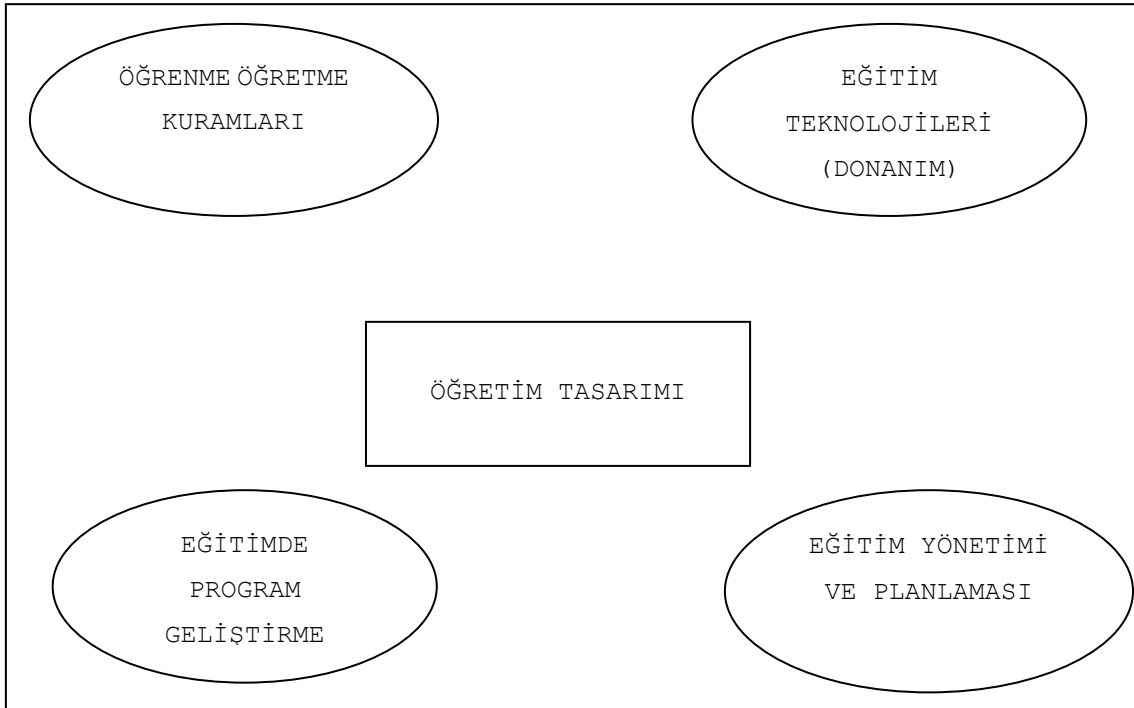 ÖĞRENME ÖĞRETME
KURAMLARI
EĞİTİM
TEKNOLOJİLERİ
(DONANIM)
ÖĞRETİM TASARIMI
EĞİTİMDE
PROGRAM
GELİŞTİRME
EĞİTİM YÖNETİMİ
VE PLANLAMASI